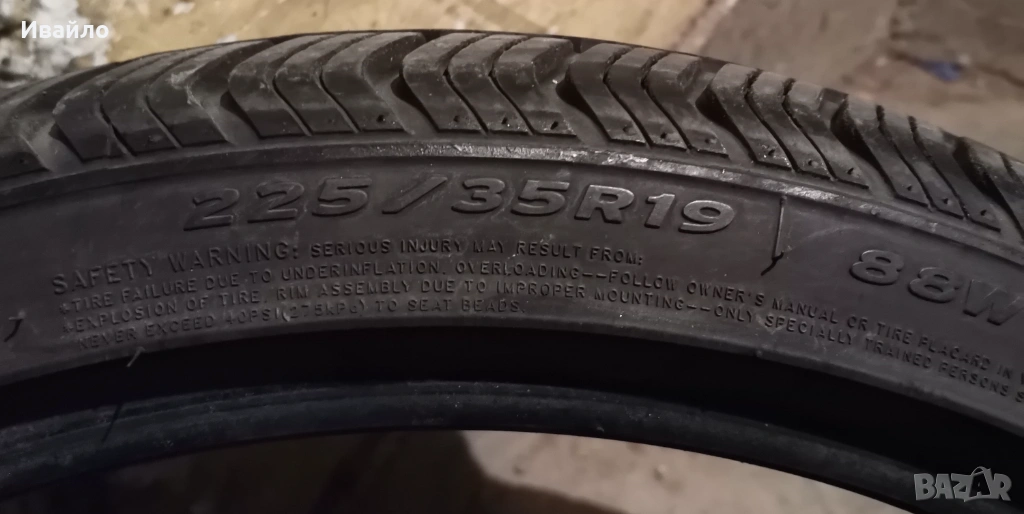 Ивайло
225/35R19
88W
SAFETY WARNING: SERIOUS INJURY MAY RESULT FROM:
•TIRE FAILURE DUE TO UNDERINFLATION, OVERLOADING--FOLLOW OWNER'S MANUAL OR TIRE PLACARD IN
•EXPLOSION OF TIRE, RIM ASSEMBLY DUE TO IMPROPER MOUNTING--ONLY SPECIALLY TRAINED PERSONS
NEVER EXCEED 40PSI (275KPa) TO SEAT BEADS.
BAZAR